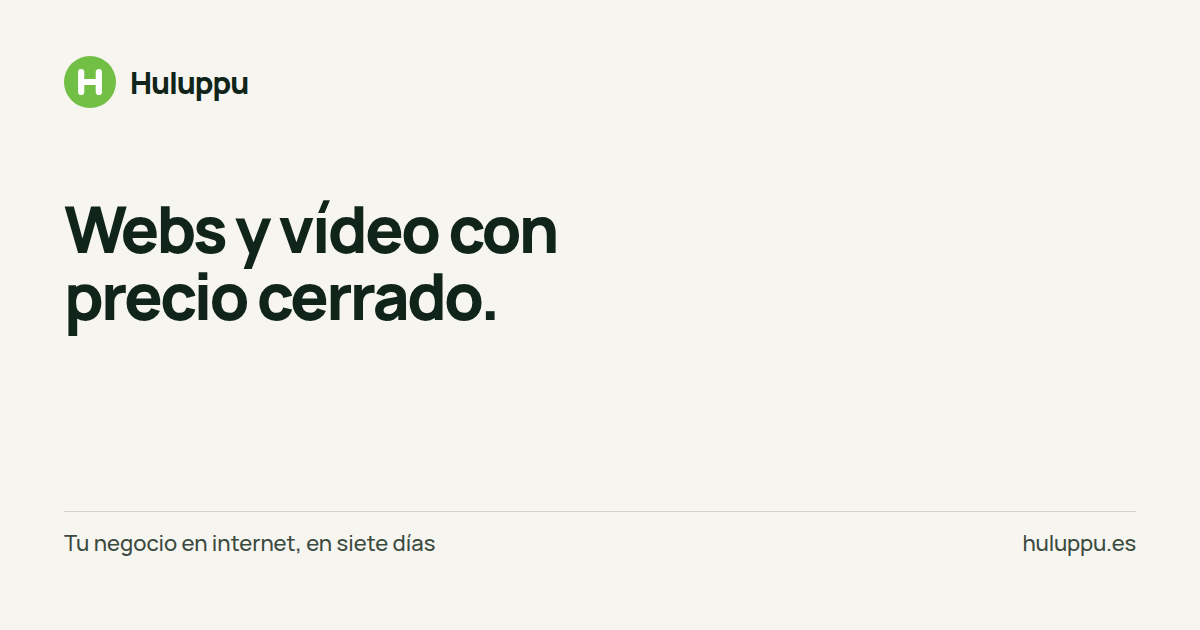 Huluppu
Webs y vídeo con
precio cerrado.
Tu negocio en internet, en siete días
huluppu.es